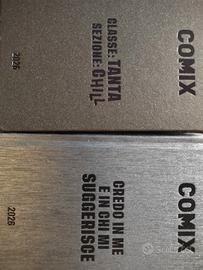 COMIX
CLASSE: TANTA
SEZIONE: CHILL
2026
COMIX
CREDO IN ME
E IN CHI MI
SUGGERISCE
2026